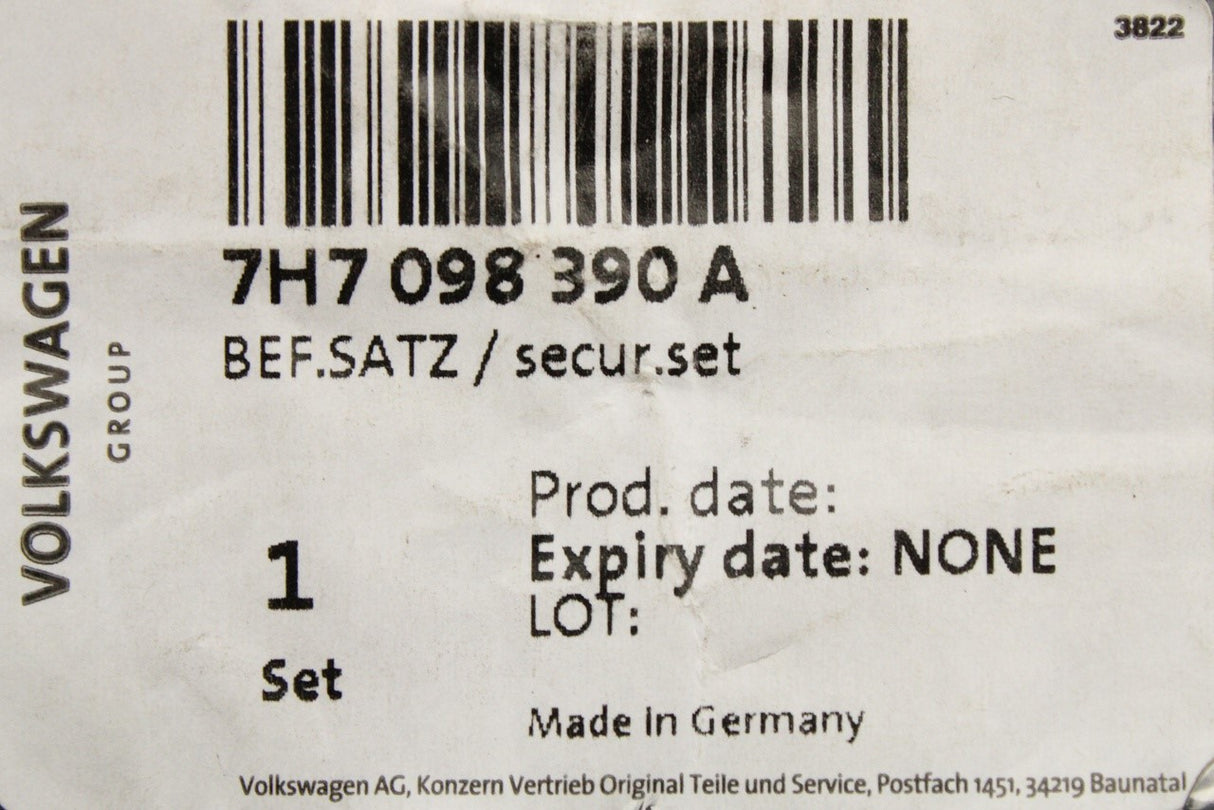 3822
VOLKSWAGEN
GROUP
7H7 098 390 A
BEF.SATZ / secur.set
Prod. date:
Expiry date: NONE
LOT:
1
Set
Made in Germany
Volkswagen AG, Konzern Vertrieb Original Teile und Service, Postfach 1451, 34219 Baunatal